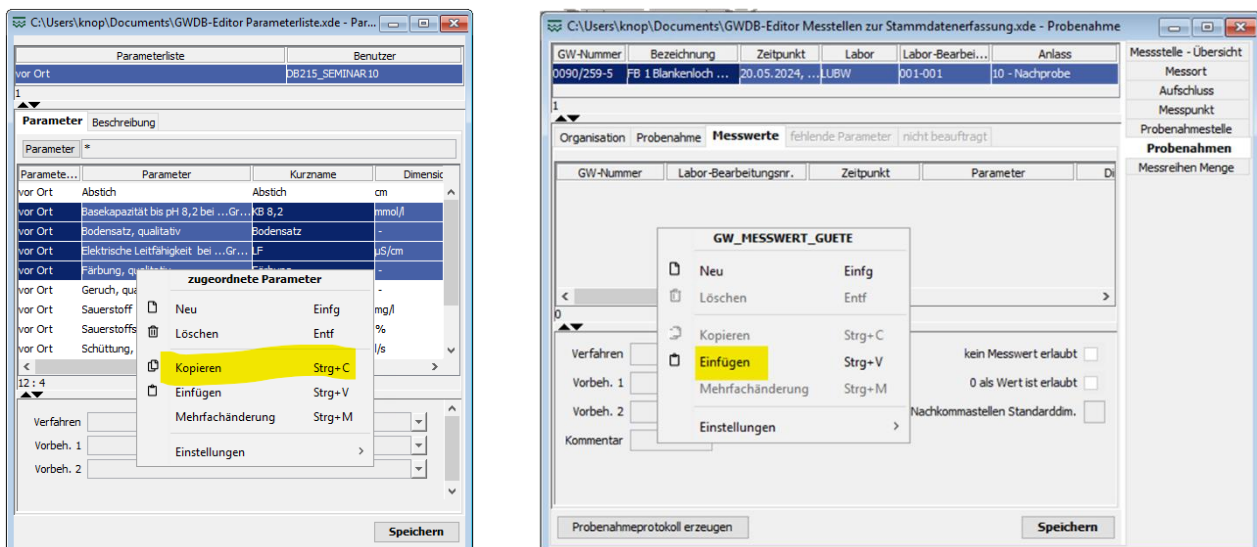 C:\Users\knop\Documents\GWDB-Editor Parameterliste.xde - Par...
Parameterliste Benutzer
vor Ort DB215_SEMINAR10
1
Parameter Beschreibung
Parameter *
Paramete... Parameter Kurzname Dimensic
vor Ort Abstich Abstich cm
vor Ort Basekapazität bis pH 8,2 bei ...Gr... KB 8,2 mmol/l
vor Ort Bodensatz, qualitativ Bodensatz -
vor Ort Elektrische Leitfähigkeit bei ...Gr... LF µS/cm
vor Ort Färbung, qualitativ Färbung -
vor Ort Geruch, qua -
vor Ort Sauerstoff mg/l
vor Ort Sauerstoffs %
vor Ort Schüttung, l/s
12 : 4
zugeordnete Parameter
Neu Einfg
Löschen Entf
Kopieren Strg+C
Einfügen Strg+V
Mehrfachänderung Strg+M
Einstellungen
Verfahren
Vorbeh. 1
Vorbeh. 2
Speichern
C:\Users\knop\Documents\GWDB-Editor Messtellen zur Stammdatenerfassung.xde - Probenahme
GW-Nummer Bezeichnung Zeitpunkt Labor Labor-Bearbei... Anlass
0090/259-5 FB 1 Blankenloch ... 20.05.2024, ... LUBW 001-001 10 - Nachprobe
1
Organisation Probenahme Messwerte fehlende Parameter nicht beauftragt
GW-Nummer Labor-Bearbeitungsnr. Zeitpunkt Parameter Di
0
GW_MESSWERT_GUETE
Neu Einfg
Löschen Entf
Kopieren Strg+C
Einfügen Strg+V
Mehrfachänderung Strg+M
Einstellungen
Verfahren
Vorbeh. 1
Vorbeh. 2
Kommentar
kein Messwert erlaubt
0 als Wert ist erlaubt
Nachkommastellen Standarddim.
Probenahmeprotokoll erzeugen Speichern
Messstelle - Übersicht
Messort
Aufschluss
Messpunkt
Probenahmestelle
Probenahmen
Messreihen Menge